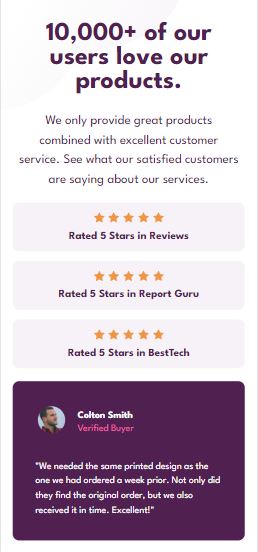 10,000+ of our
users love our
products.
We only provide great products
combined with excellent customer
service. See what our satisfied customers
are saying about our services.
Rated 5 Stars in Reviews
Rated 5 Stars in Report Guru
Rated 5 Stars in BestTech
Colton Smith
Verified Buyer
"We needed the same printed design as the
one we had ordered a week prior. Not only did
they find the original order, but we also
received it in time. Excellent!"